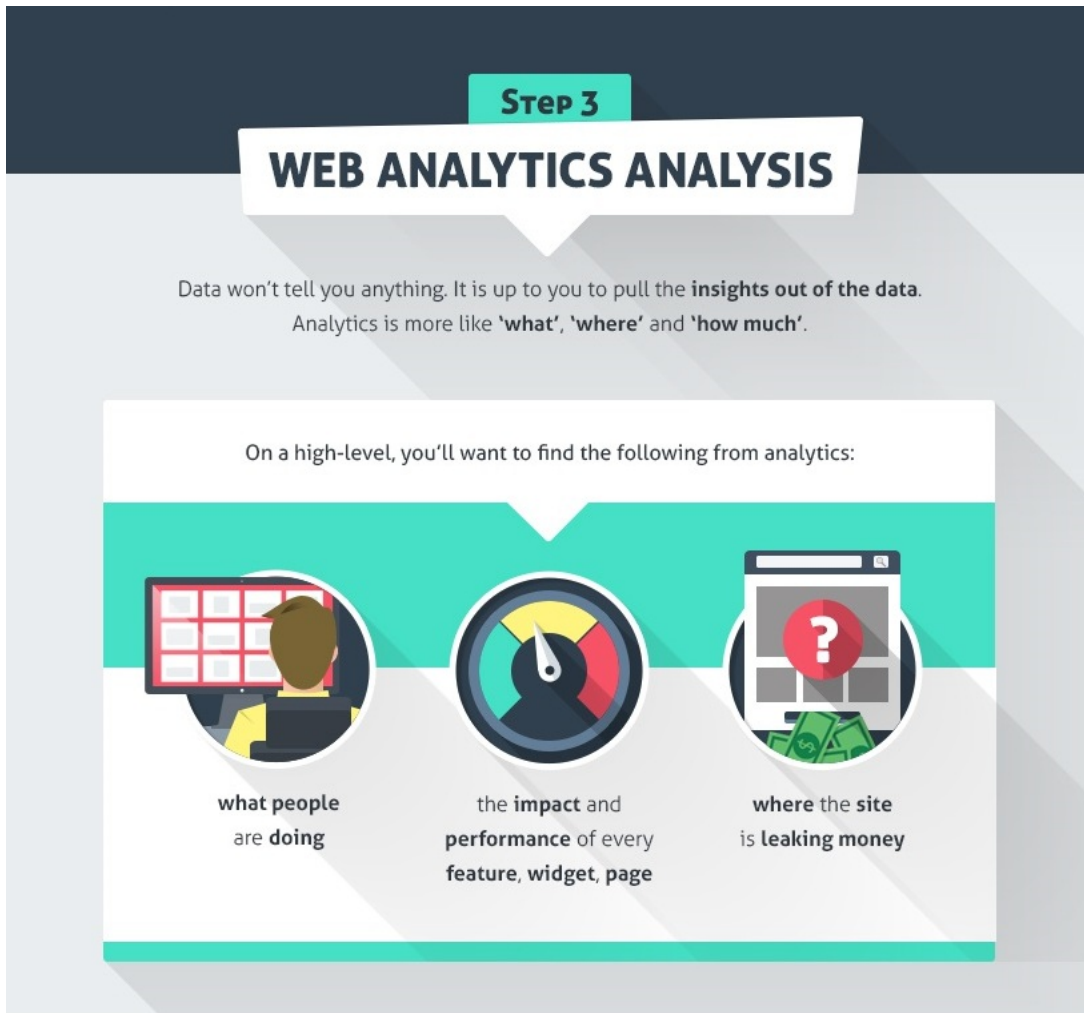 Step 3
WEB ANALYTICS ANALYSIS
Data won't tell you anything. It is up to you to pull the insights out of the data.
Analytics is more like ‘what’, ‘where’ and ‘how much’.
On a high-level, you'll want to find the following from analytics:
what people
are doing
the impact and
performance of every
feature, widget, page
where the site
is leaking money